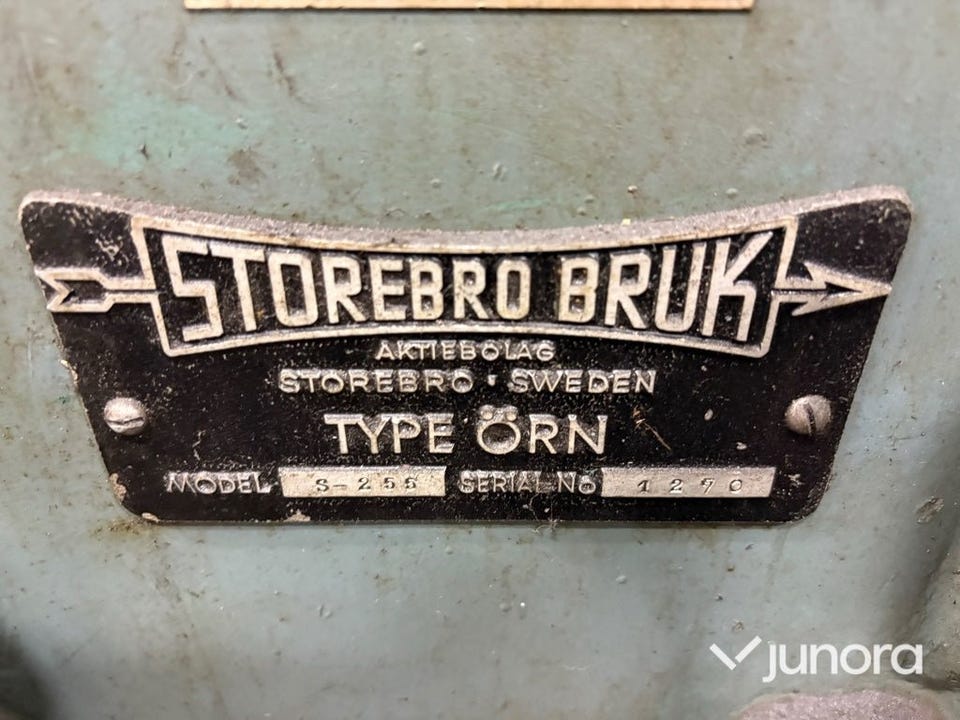 STOREBRO BRUK
AKTIEBOLAG
STOREBRO · SWEDEN
TYPE ÖRN
MODEL S-255 SERIAL-No 1270
junora